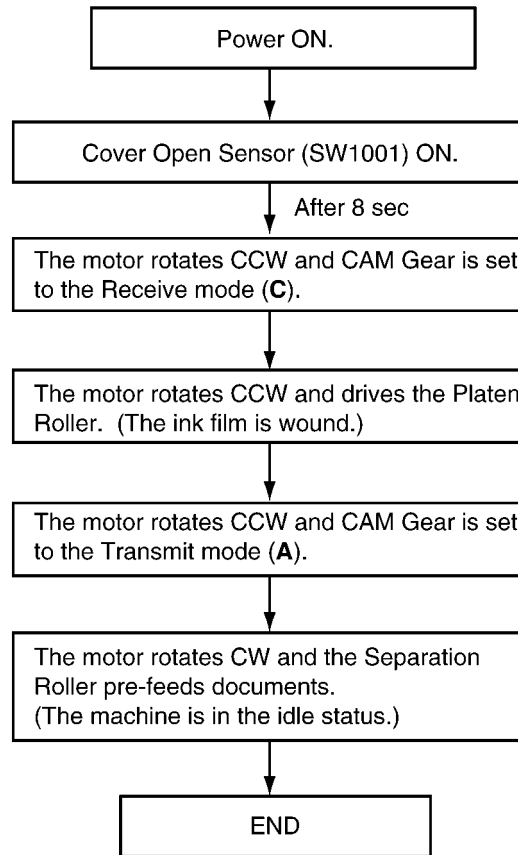 Power ON.
Cover Open Sensor (SW1001) ON.
After 8 sec
The motor rotates CCW and CAM Gear is set
to the Receive mode (C).
The motor rotates CCW and drives the Platen
Roller.  (The ink film is wound.)
The motor rotates CCW and CAM Gear is set
to the Transmit mode (A).
The motor rotates CW and the Separation
Roller pre-feeds documents.
(The machine is in the idle status.)
END